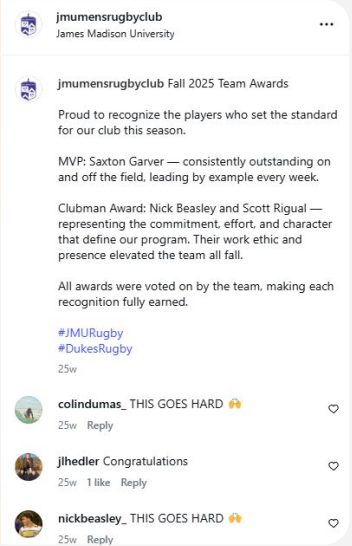 jmumensrugbyclub
James Madison University
jmumensrugbyclub Fall 2025 Team Awards
Proud to recognize the players who set the standard
for our club this season.
MVP: Saxton Garver — consistently outstanding on
and off the field, leading by example every week.
Clubman Award: Nick Beasley and Scott Rigual —
representing the commitment, effort, and character
that define our program. Their work ethic and
presence elevated the team all fall.
All awards were voted on by the team, making each
recognition fully earned.
#JMURugby
#DukesRugby
25w
colindumas_ THIS GOES HARD 🙌
25w Reply
jlhedler Congratulations
25w 1 like Reply
nickbeasley_ THIS GOES HARD 🙌
25w Reply